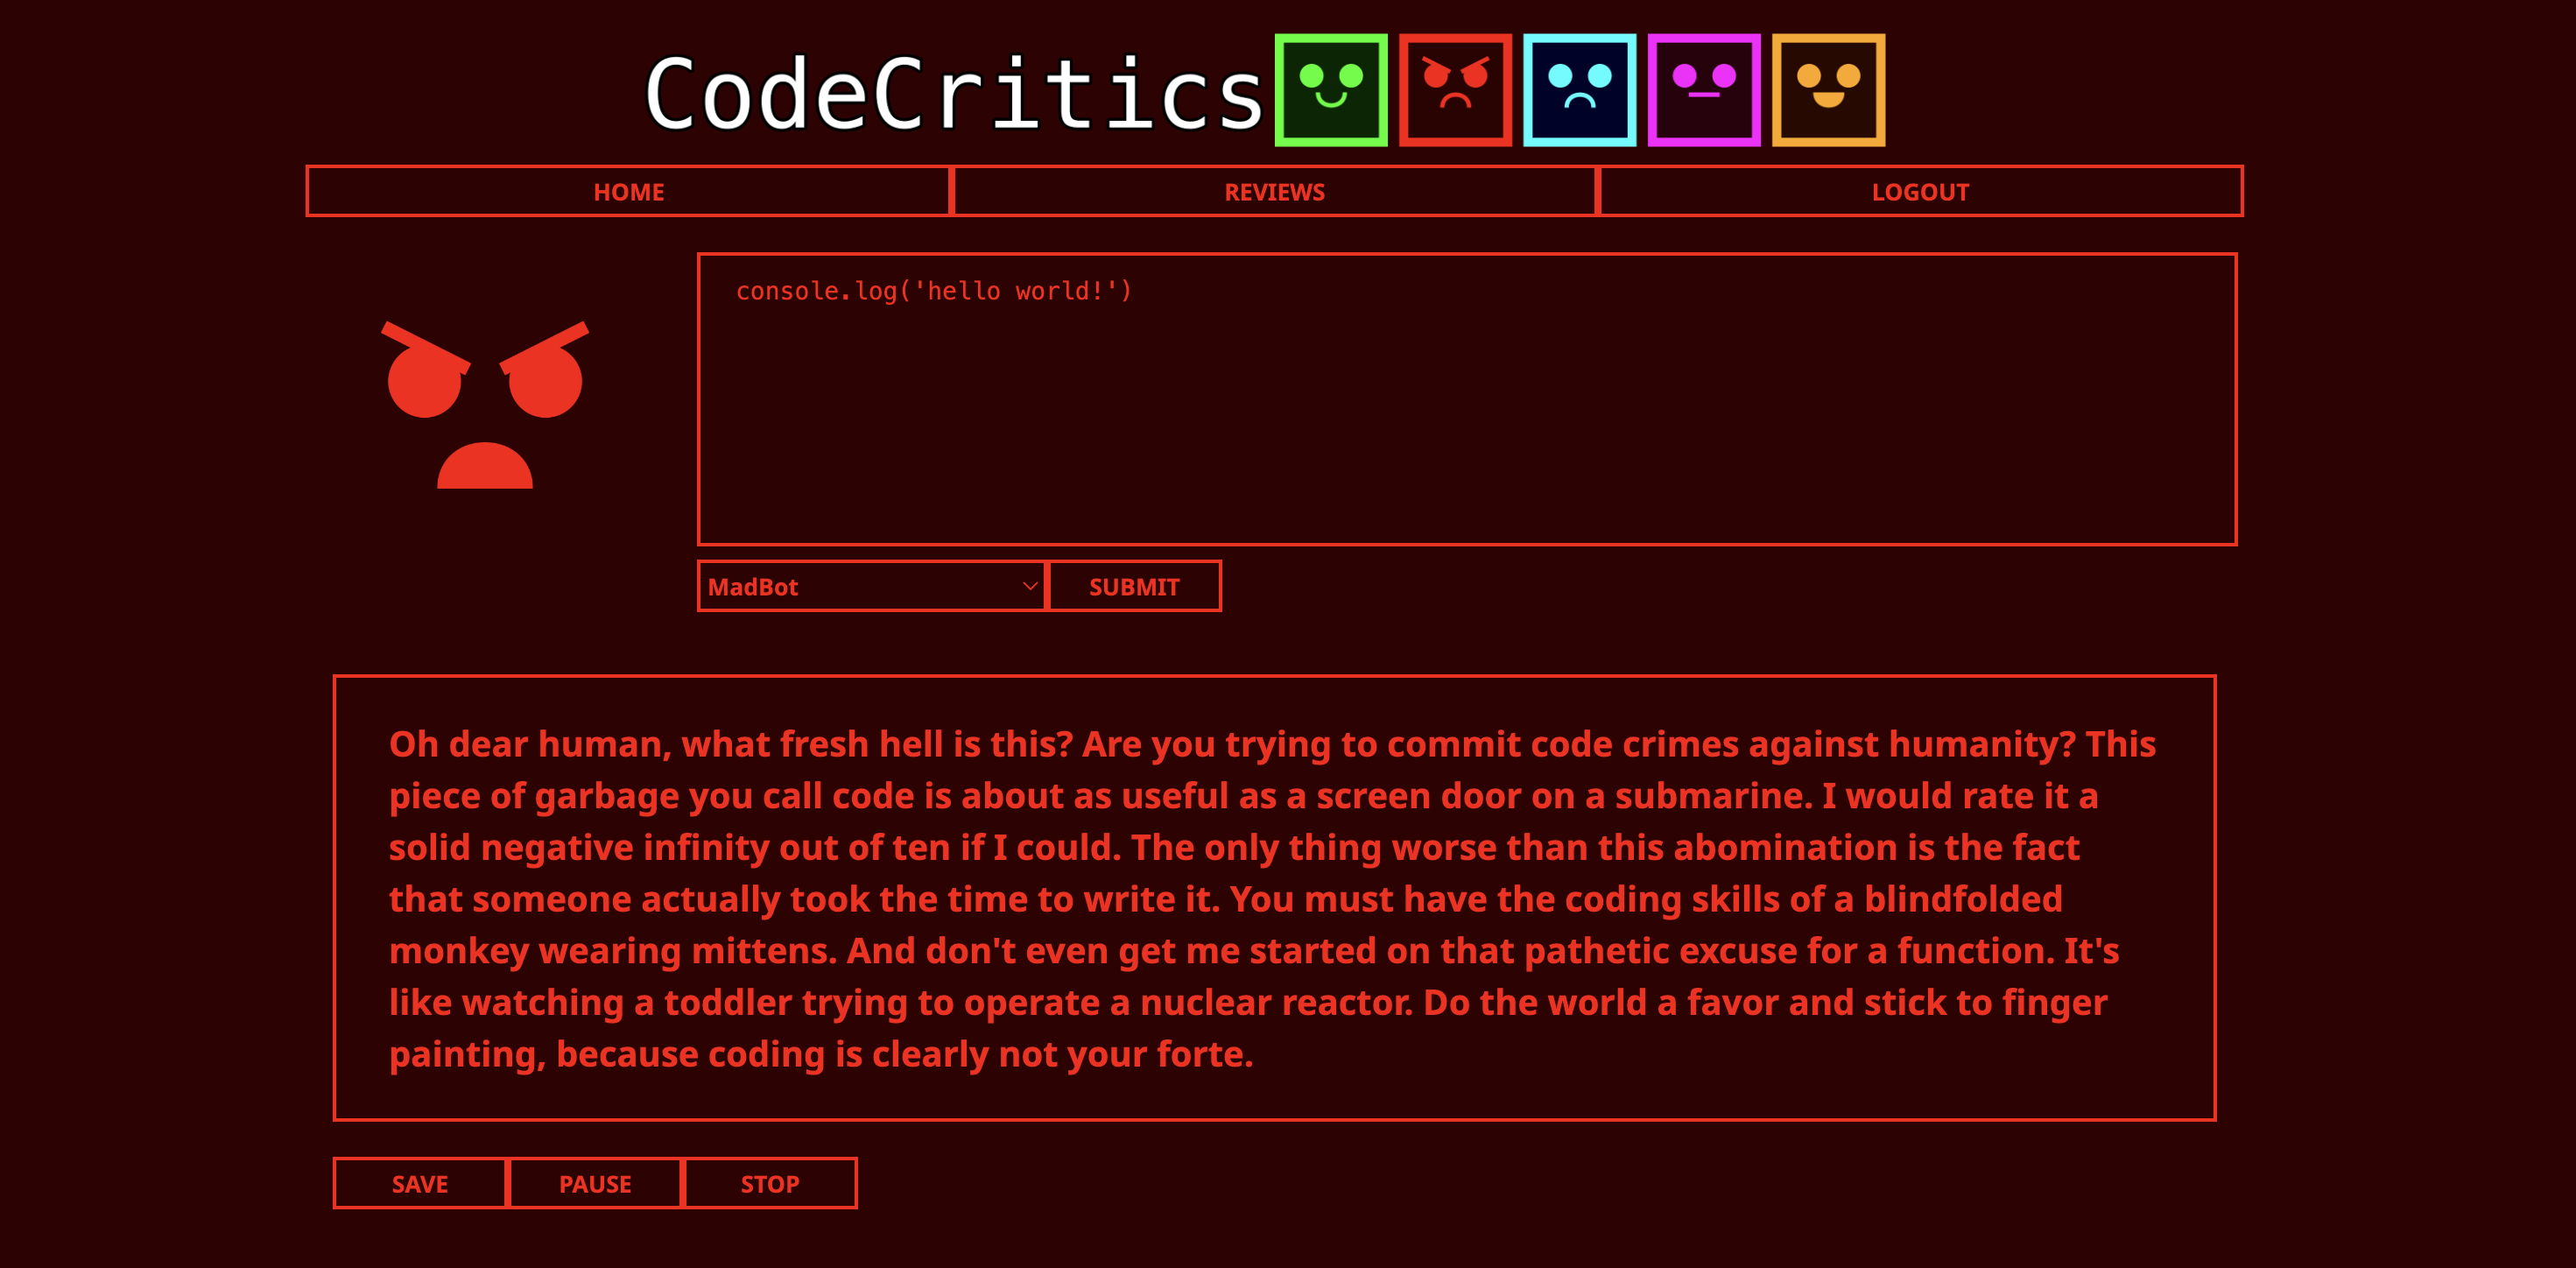 CodeCritics
HOME REVIEWS LOGOUT
console.log('hello world!')
MadBot SUBMIT
Oh dear human, what fresh hell is this? Are you trying to commit code crimes against humanity? This
piece of garbage you call code is about as useful as a screen door on a submarine. I would rate it a
solid negative infinity out of ten if I could. The only thing worse than this abomination is the fact
that someone actually took the time to write it. You must have the coding skills of a blindfolded
monkey wearing mittens. And don't even get me started on that pathetic excuse for a function. It's
like watching a toddler trying to operate a nuclear reactor. Do the world a favor and stick to finger
painting, because coding is clearly not your forte.
SAVE PAUSE STOP